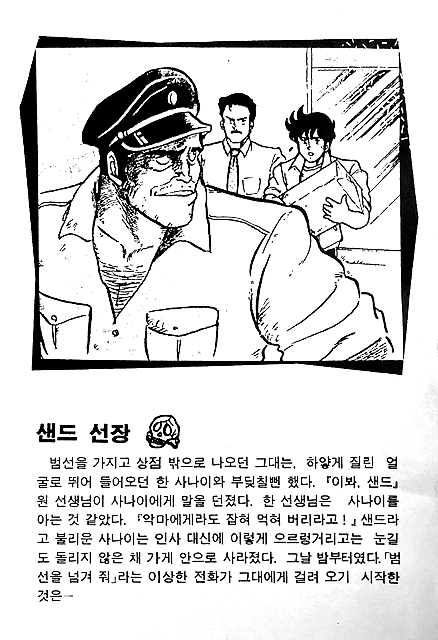 샌드 선장
범선을 가지고 상점 밖으로 나오던 그대는, 하얗게 질린 얼
굴로 뛰어 들어오던 한 사나이와 부딪칠뻔 했다. 『이봐, 샌드』
원 선생님이 사나이에게 말을 던졌다. 한 선생님은 사나이를
아는 것 같았다. 『악마에게라도 잡혀 먹혀 버리라고!』 샌드라
고 불리운 사나이는 인사 대신에 이렇게 으르렁거리고는 눈길
도 돌리지 않은 채 가게 안으로 사라졌다. 그날 밤부터였다.「범
선을 넘겨 줘」라는 이상한 전화가 그대에게 걸려 오기 시작한
것은―